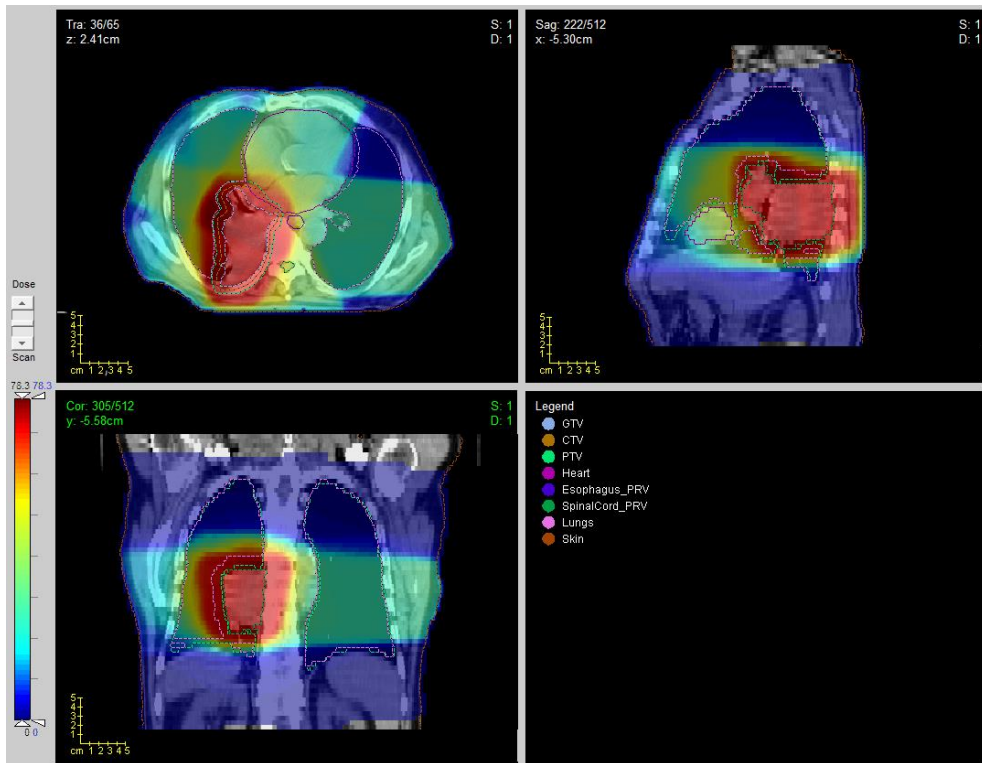 Tra: 36/65
z: 2.41cm
S: 1
D: 1
5
4
3
2
1
cm 1 2 3 4 5
Sag: 222/512
x: -5.30cm
S: 1
D: 1
5
4
3
2
1
cm 1 2 3 4 5
Dose
Scan
78.3 78.3
0 0
Cor: 305/512
y: -5.58cm
S: 1
D: 1
5
4
3
2
1
cm 1 2 3 4 5
Legend
GTV
CTV
PTV
Heart
Esophagus_PRV
SpinalCord_PRV
Lungs
Skin